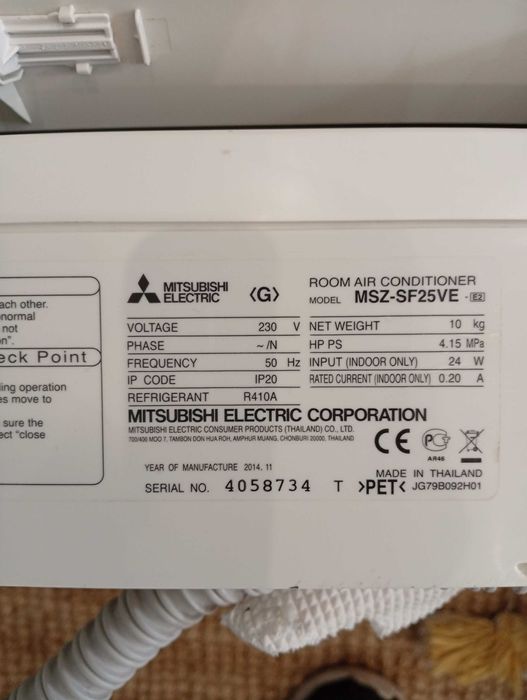 ach other.
normal
not
n".
eck Point
ing operation
es move to
sure the
ect "close
MITSUBISHI ELECTRIC
⟨G⟩
ROOM AIR CONDITIONER
MODEL MSZ-SF25VE - E2
VOLTAGE 230 V
PHASE ~/N
FREQUENCY 50 Hz
IP CODE IP20
REFRIGERANT R410A
NET WEIGHT 10 kg
HP PS 4.15 MPa
INPUT (INDOOR ONLY) 24 W
RATED CURRENT (INDOOR ONLY) 0.20 A
MITSUBISHI ELECTRIC CORPORATION
MITSUBISHI ELECTRIC CONSUMER PRODUCTS (THAILAND) CO., LTD.
700/406 MOO 7, TAMBON DON HUA ROH, AMPHUR MUANG, CHONBURI 20000, THAILAND
CE
AR46
YEAR OF MANUFACTURE 2014. 11
SERIAL NO. 4058734 T >PET<
MADE IN THAILAND
JG79B092H01